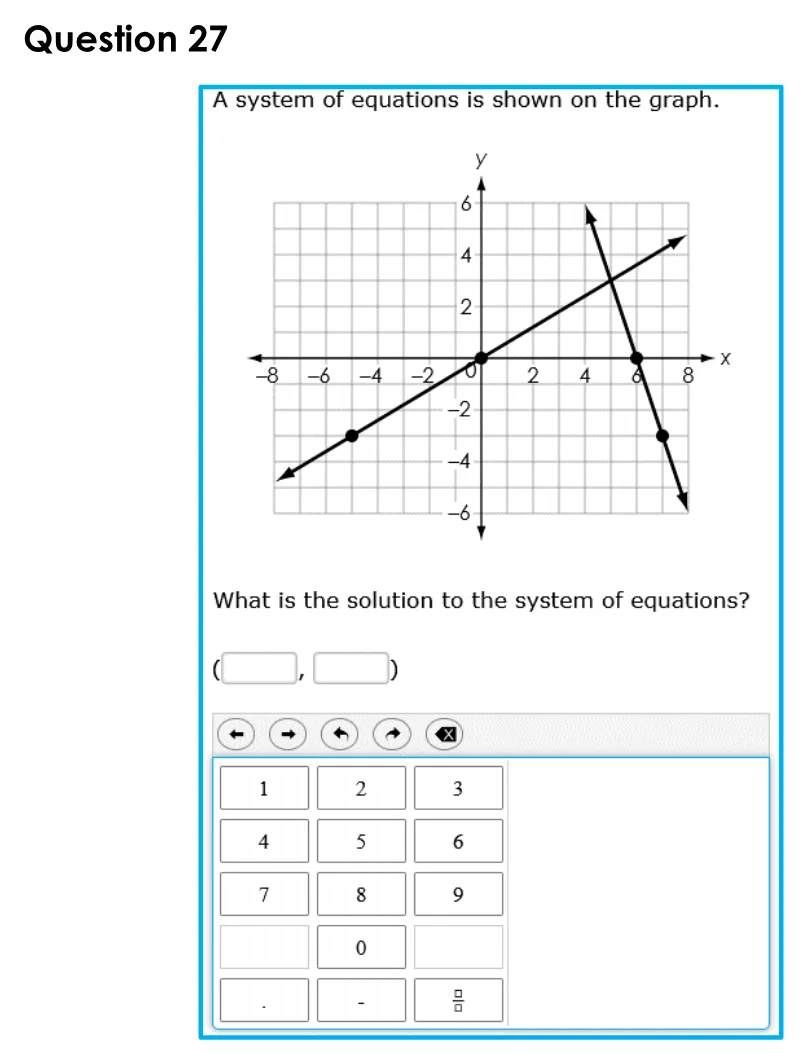 Question 27
A system of equations is shown on the graph.
y
6
4
2
–8 –6 –4 –2 0 2 4 6 8 x
–2
–4
–6
What is the solution to the system of equations?
( , )
1 2 3
4 5 6
7 8 9
0
. -